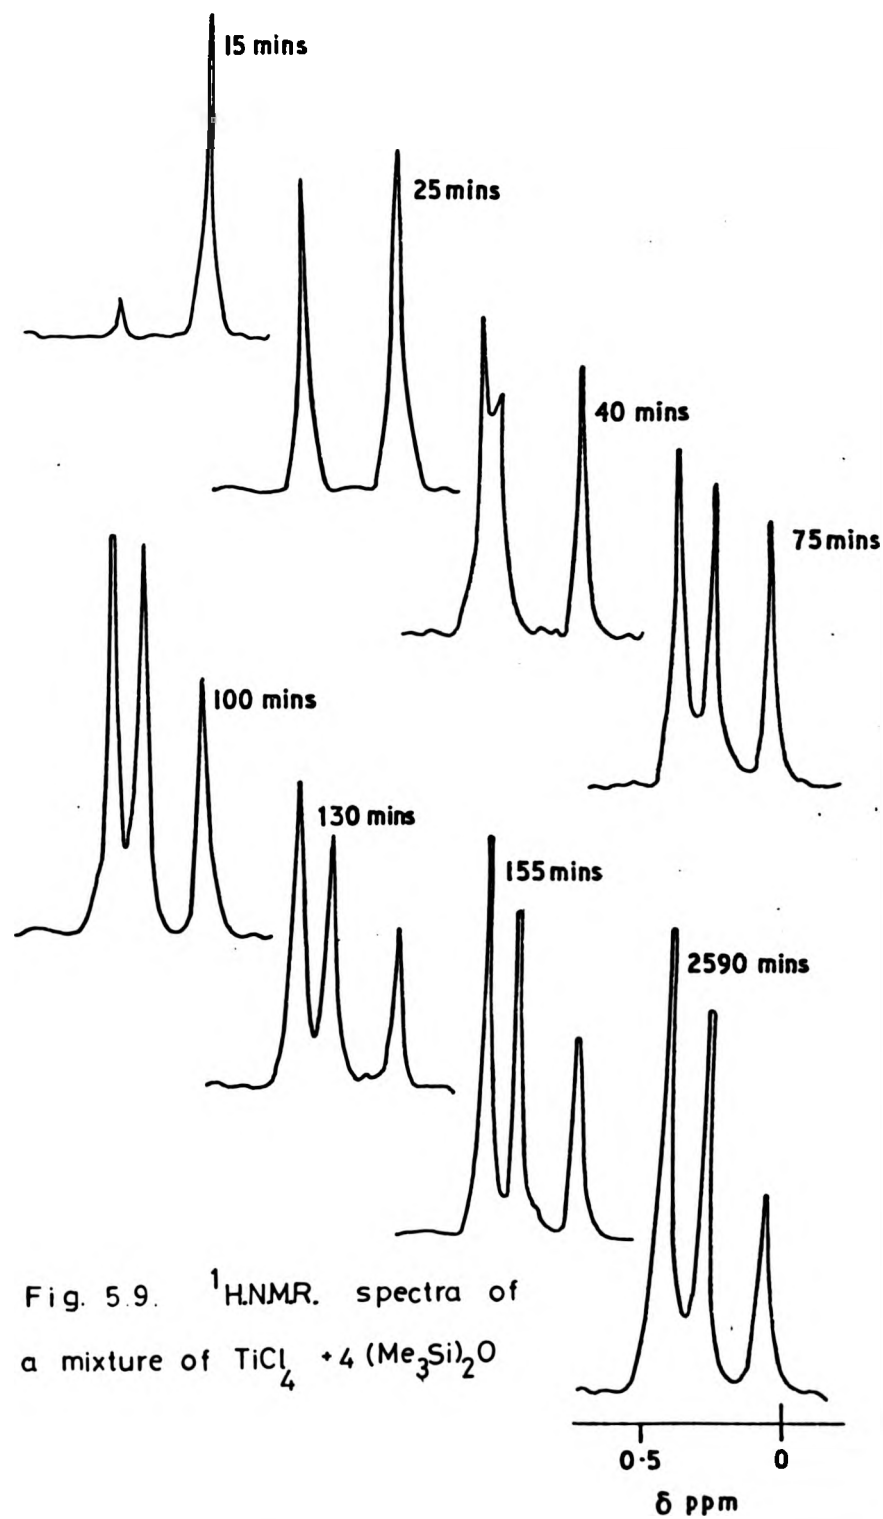 15 mins
25 mins
40 mins
75 mins
100 mins
130 mins
155 mins
2590 mins
Fig. 5.9. ¹H.N.M.R. spectra of
a mixture of TiCl₄ + 4 (Me₃Si)₂O
0·5 0
δ ppm